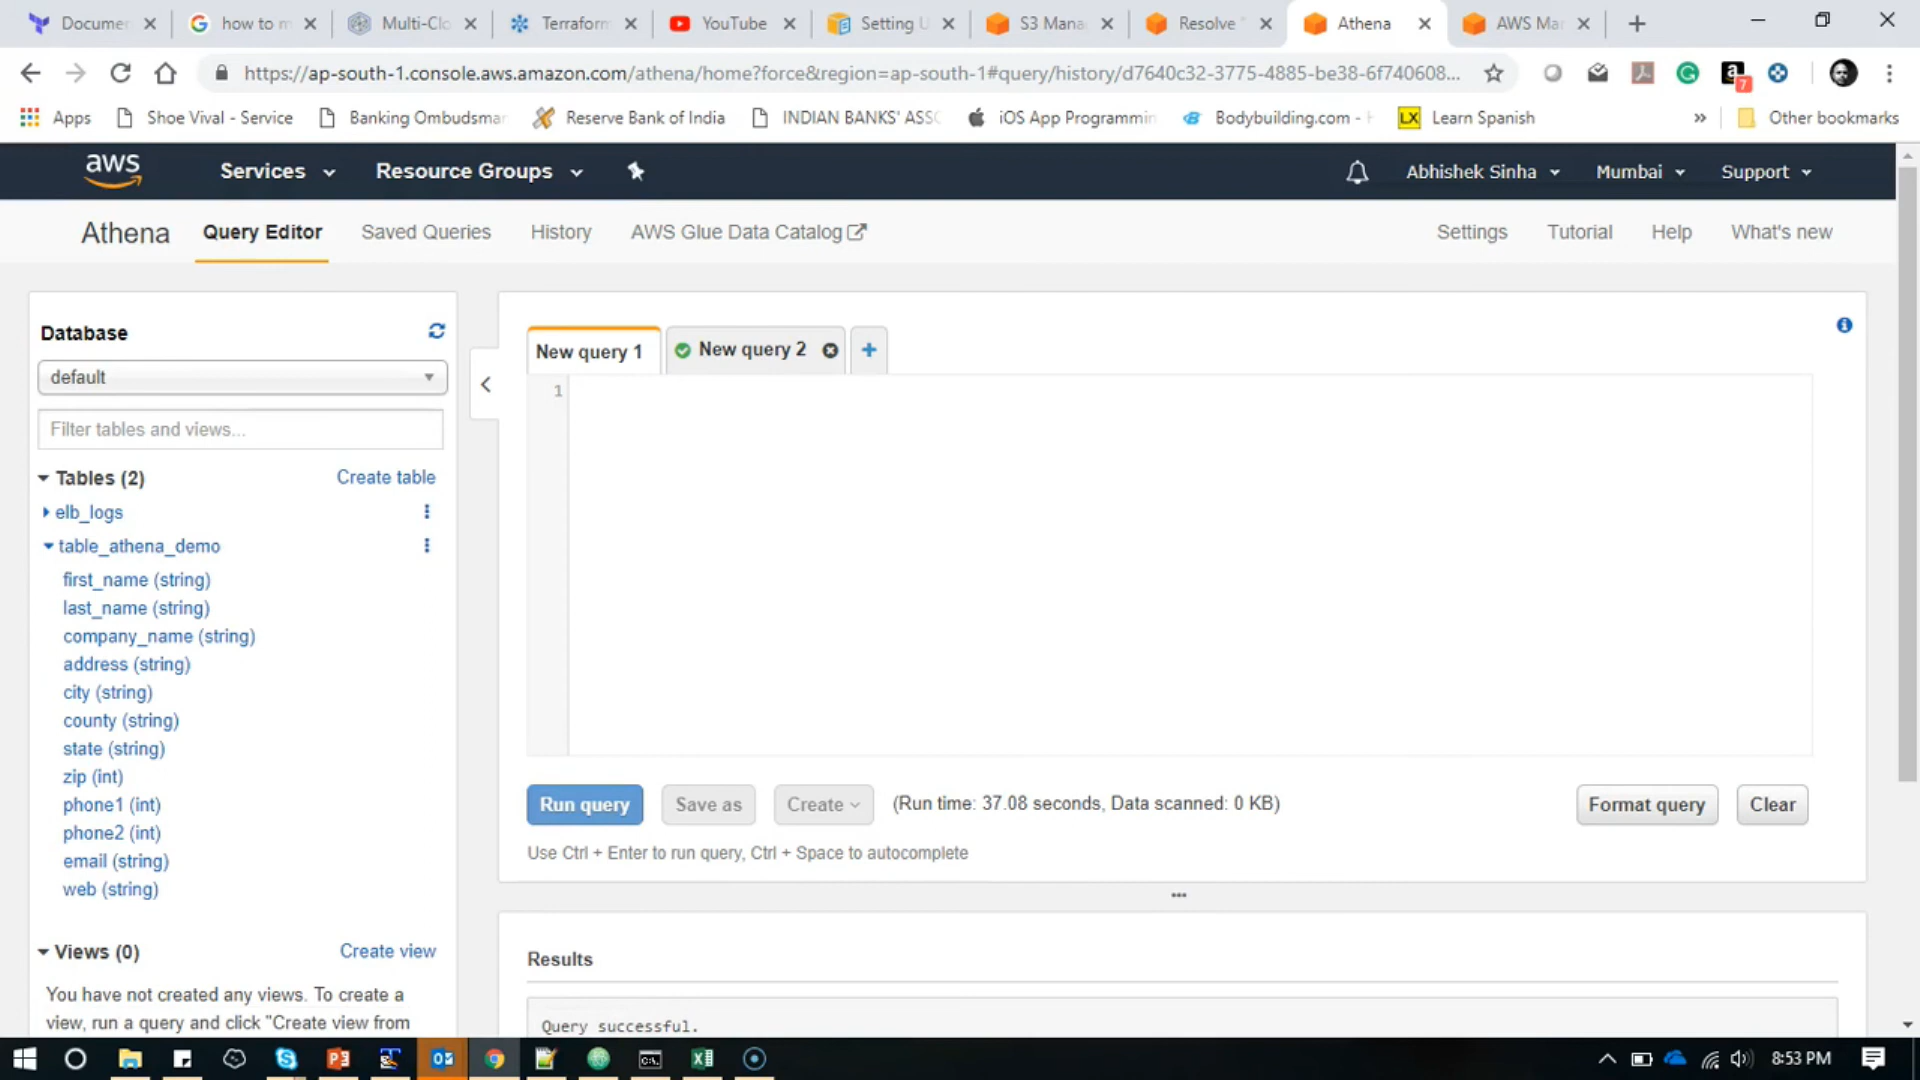 Documen
how to m
Multi-Clo
Terraform
YouTube
Setting U
S3 Mana
Resolve "
Athena
AWS Ma
https://ap-south-1.console.aws.amazon.com/athena/home?force&region=ap-south-1#query/history/d7640c32-3775-4885-be38-6f740608...
7
Apps
Shoe Vival - Service
Banking Ombudsman
Reserve Bank of India
INDIAN BANKS' ASSO
iOS App Programmin
Bodybuilding.com - H
LX Learn Spanish
»
Other bookmarks
aws
Services
Resource Groups
Abhishek Sinha
Mumbai
Support
Athena
Query Editor
Saved Queries
History
AWS Glue Data Catalog
Settings
Tutorial
Help
What's new
Database
default
Filter tables and views...
Tables (2)
Create table
elb_logs
table_athena_demo
first_name (string)
last_name (string)
company_name (string)
address (string)
city (string)
county (string)
state (string)
zip (int)
phone1 (int)
phone2 (int)
email (string)
web (string)
Views (0)
Create view
You have not created any views. To create a
view, run a query and click "Create view from
New query 1
New query 2
+
1
Run query
Save as
Create
(Run time: 37.08 seconds, Data scanned: 0 KB)
Format query
Clear
Use Ctrl + Enter to run query, Ctrl + Space to autocomplete
Results
Query successful.
8:53 PM